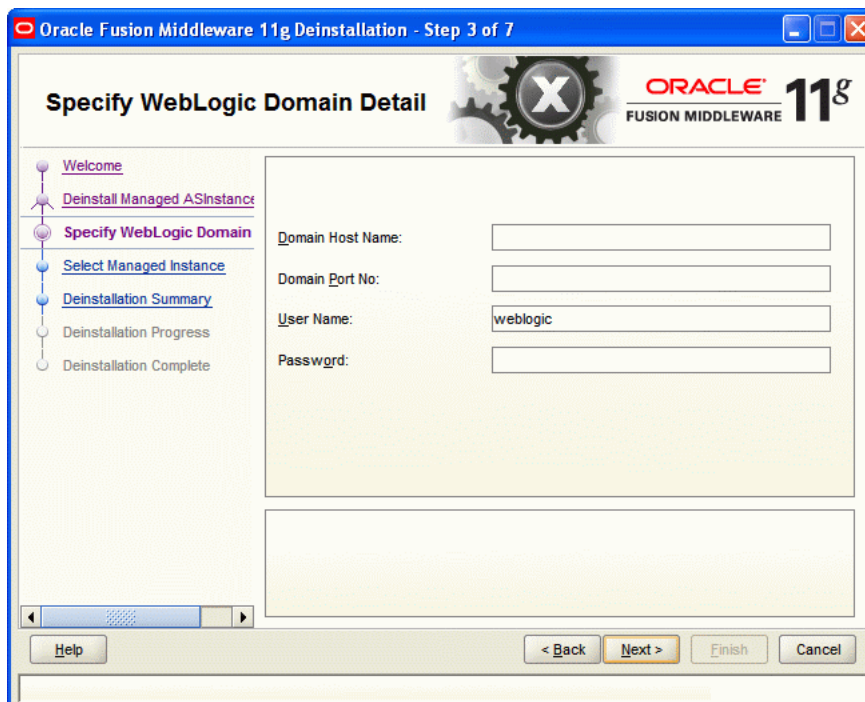 Oracle Fusion Middleware 11g Deinstallation - Step 3 of 7
Specify WebLogic Domain Detail
X
ORACLE
FUSION MIDDLEWARE
11g
Welcome
Deinstall Managed ASInstance
Specify WebLogic Domain
Select Managed Instance
Deinstallation Summary
Deinstallation Progress
Deinstallation Complete
Domain Host Name:
Domain Port No:
User Name:
weblogic
Password:
Help
< Back
Next >
Finish
Cancel